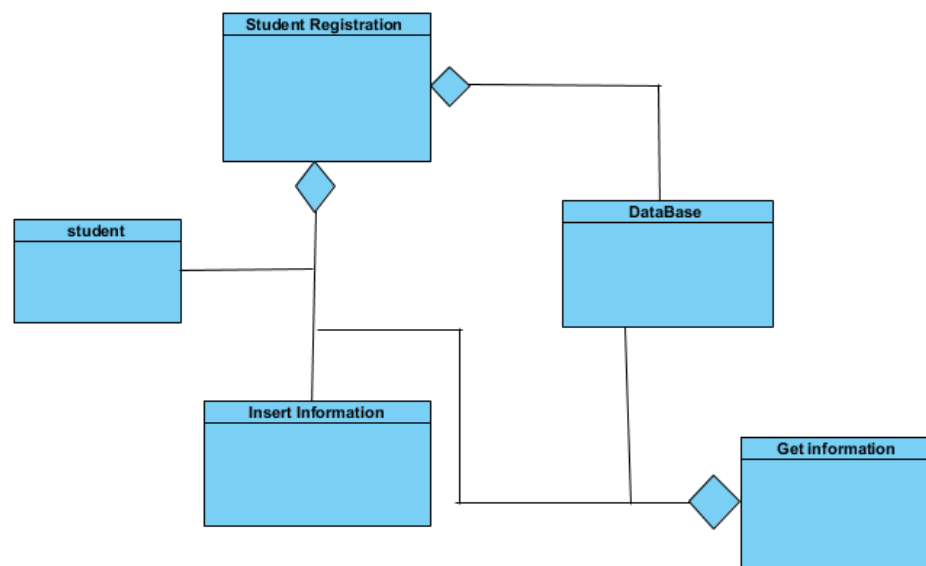 Student Registration
student
DataBase
Insert Information
Get information